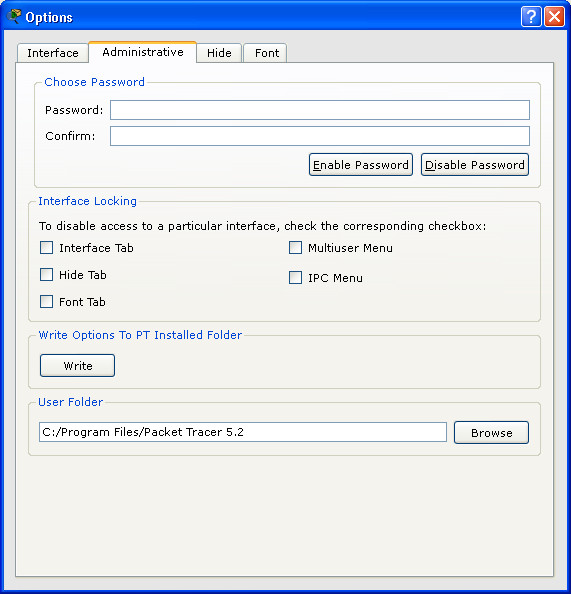 Options
Interface Administrative Hide Font
Choose Password
Password:
Confirm:
Enable Password Disable Password
Interface Locking
To disable access to a particular interface, check the corresponding checkbox:
Interface Tab Multiuser Menu
Hide Tab IPC Menu
Font Tab
Write Options To PT Installed Folder
Write
User Folder
C:/Program Files/Packet Tracer 5.2 Browse